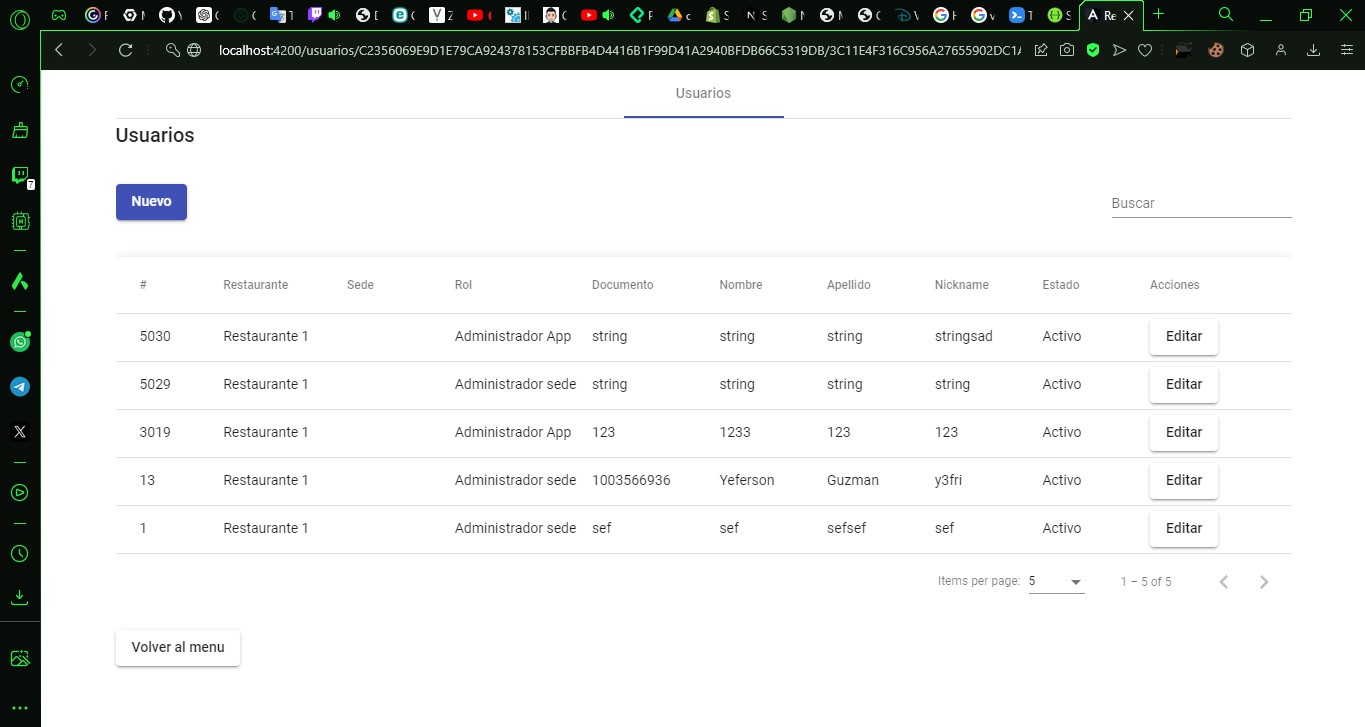 localhost:4200/usuarios/C2356069E9D1E79CA924378153CFBBFB4D4416B1F99D41A2940BFDB66C5319DB/3C11E4F316C956A27655902DC1A
7
Usuarios
Usuarios
Nuevo
Buscar
# Restaurante Sede Rol Documento Nombre Apellido Nickname Estado Acciones
5030 Restaurante 1 Administrador App string string string stringsad Activo Editar
5029 Restaurante 1 Administrador sede string string string string Activo Editar
3019 Restaurante 1 Administrador App 123 1233 123 123 Activo Editar
13 Restaurante 1 Administrador sede 1003566936 Yeferson Guzman y3fri Activo Editar
1 Restaurante 1 Administrador sede sef sef sefsef sef Activo Editar
Items per page: 5 1 – 5 of 5
Volver al menu